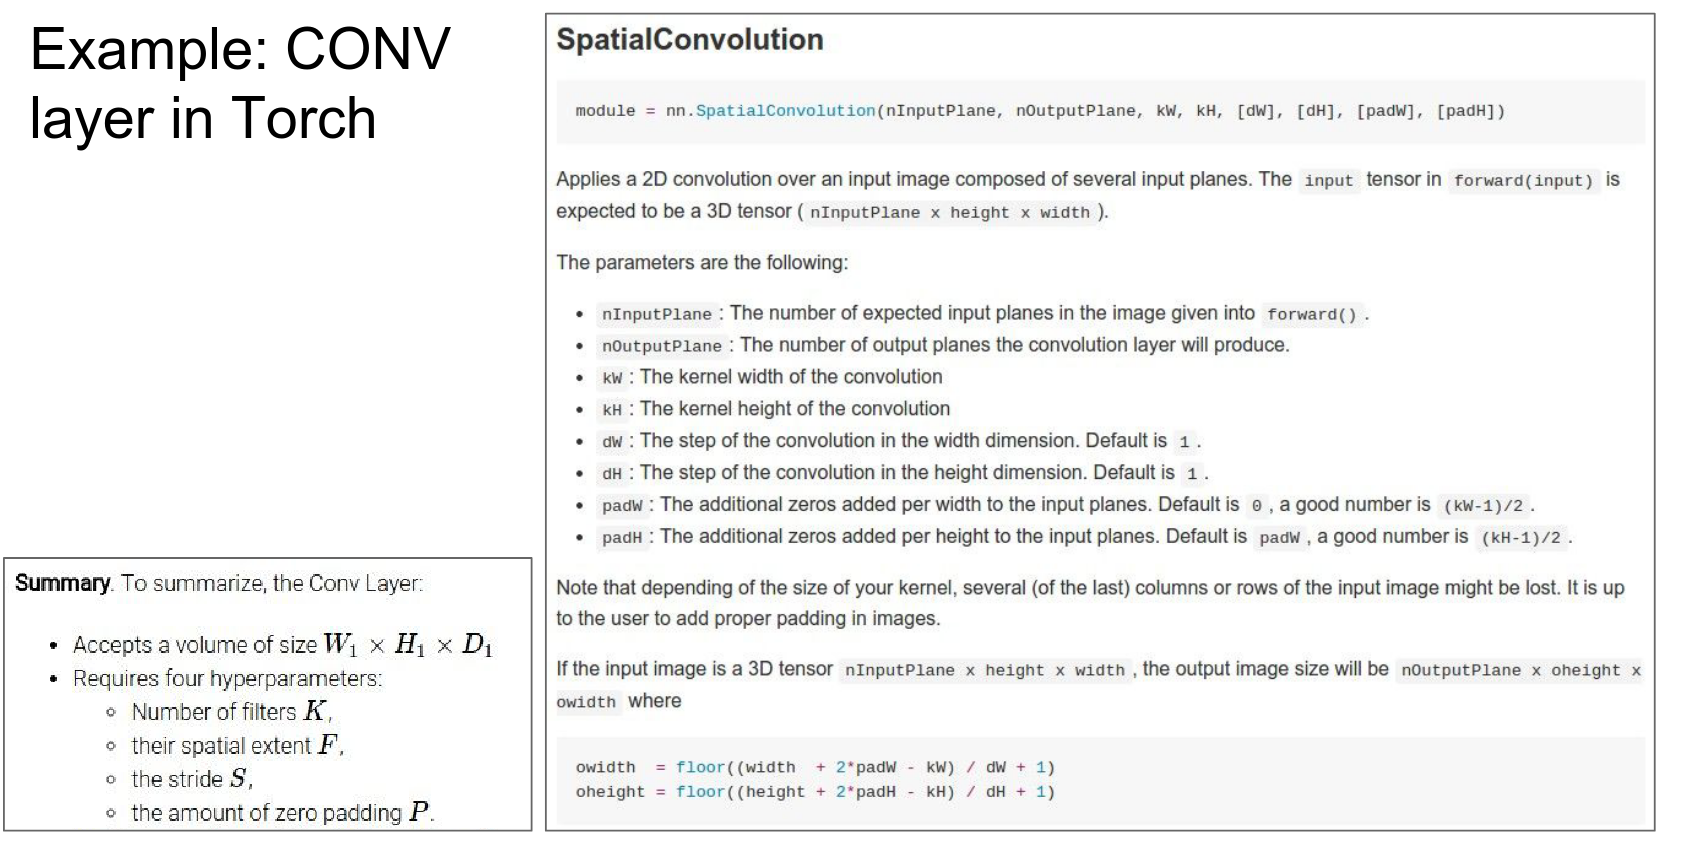 Example: CONV
layer in Torch
SpatialConvolution
module = nn.SpatialConvolution(nInputPlane, nOutputPlane, kW, kH, [dW], [dH], [padW], [padH])
Applies a 2D convolution over an input image composed of several input planes. The input tensor in forward(input) is
expected to be a 3D tensor ( nInputPlane x height x width ).
The parameters are the following:
• nInputPlane : The number of expected input planes in the image given into forward() .
• nOutputPlane : The number of output planes the convolution layer will produce.
• kW : The kernel width of the convolution
• kH : The kernel height of the convolution
• dW : The step of the convolution in the width dimension. Default is 1 .
• dH : The step of the convolution in the height dimension. Default is 1 .
• padW : The additional zeros added per width to the input planes. Default is 0 , a good number is (kW-1)/2 .
• padH : The additional zeros added per height to the input planes. Default is padW , a good number is (kH-1)/2 .
Note that depending of the size of your kernel, several (of the last) columns or rows of the input image might be lost. It is up
to the user to add proper padding in images.
If the input image is a 3D tensor nInputPlane x height x width , the output image size will be nOutputPlane x oheight x
owidth where
owidth = floor((width + 2*padW - kW) / dW + 1)
oheight = floor((height + 2*padH - kH) / dH + 1)
Summary. To summarize, the Conv Layer:
• Accepts a volume of size W₁ × H₁ × D₁
• Requires four hyperparameters:
◦ Number of filters K,
◦ their spatial extent F,
◦ the stride S,
◦ the amount of zero padding P.